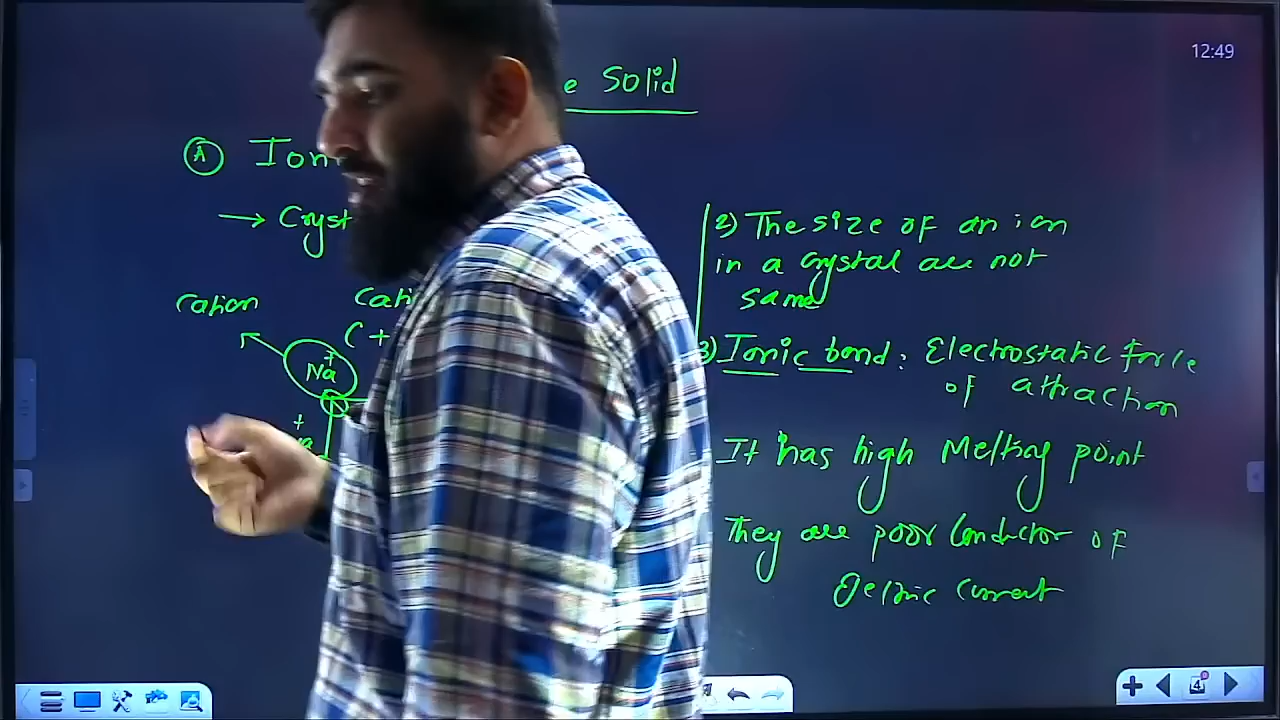 12:49
e Solid
A Ion
→ Cryst
Cation
Cati
(+
Na+
+
2) The size of an ion
in a crystal are not
same
3) Ionic bond: Electrostatic force
of attraction
It has high Melting point
They are poor Conductor of
current
4